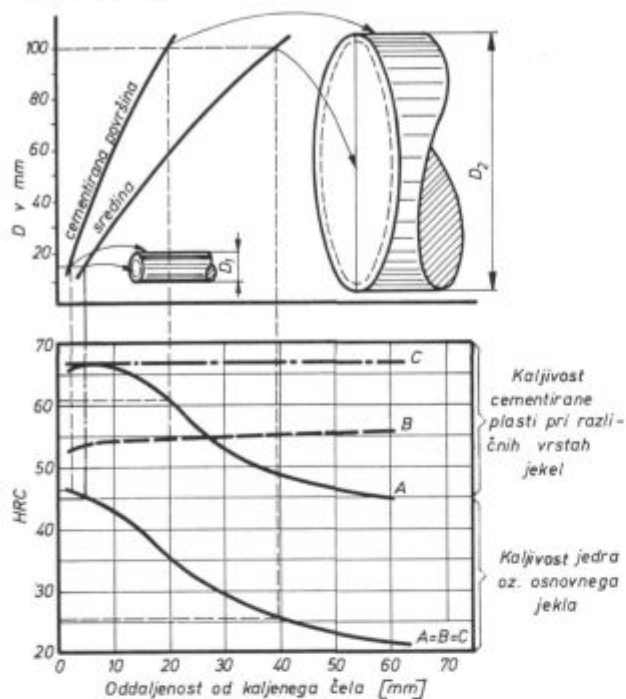 100
80
60
40
20
D v mm
cementirana površina
sredina
D₁
D₂
70
60
50
40
30
20
HRC
C
B
A
A=B=C
Kaljivost
cementirane
plasti pri razli-
čnih vrstah
jekel
Kaljivost jedra
oz. osnovnega
jekla
0 10 20 30 40 50 60 70
Oddaljenost od kaljenega čela [mm]